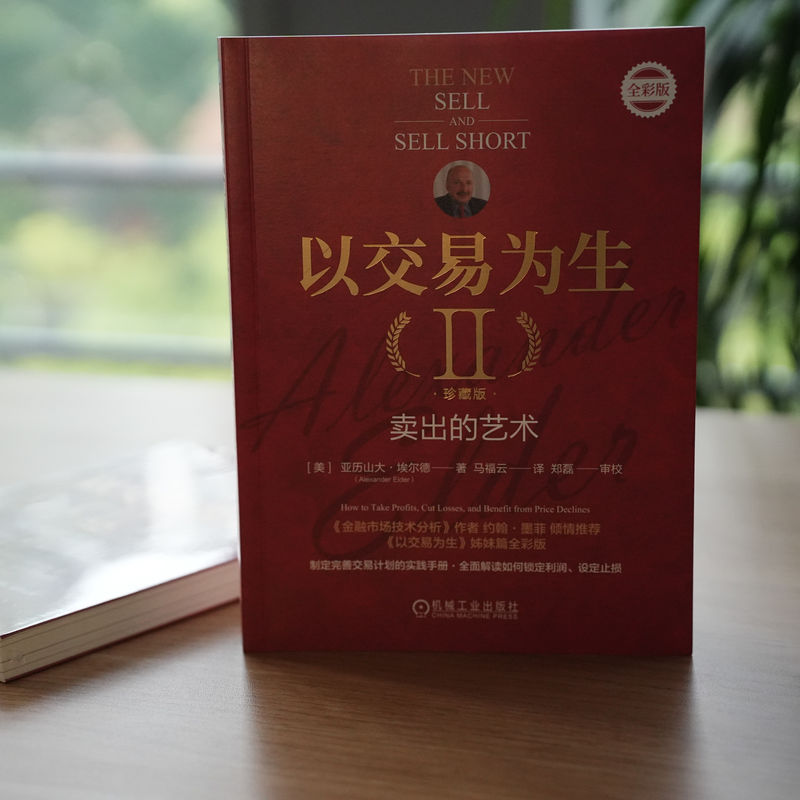 THE NEW
SELL
AND
SELL SHORT
全彩版
以交易为生
II
·珍藏版·
卖出的艺术
[美] 亚历山大·埃尔德——著 马福云——译 郑磊——审校
(Alexander Elder)
Alexander
Elder
How to Take Profits, Cut Losses, and Benefit from Price Declines
《金融市场技术分析》作者 约翰·墨菲 倾情推荐
《以交易为生》姊妹篇全彩版
制定完善交易计划的实践手册·全面解读如何锁定利润、设定止损
机械工业出版社
CHINA MACHINE PRESS